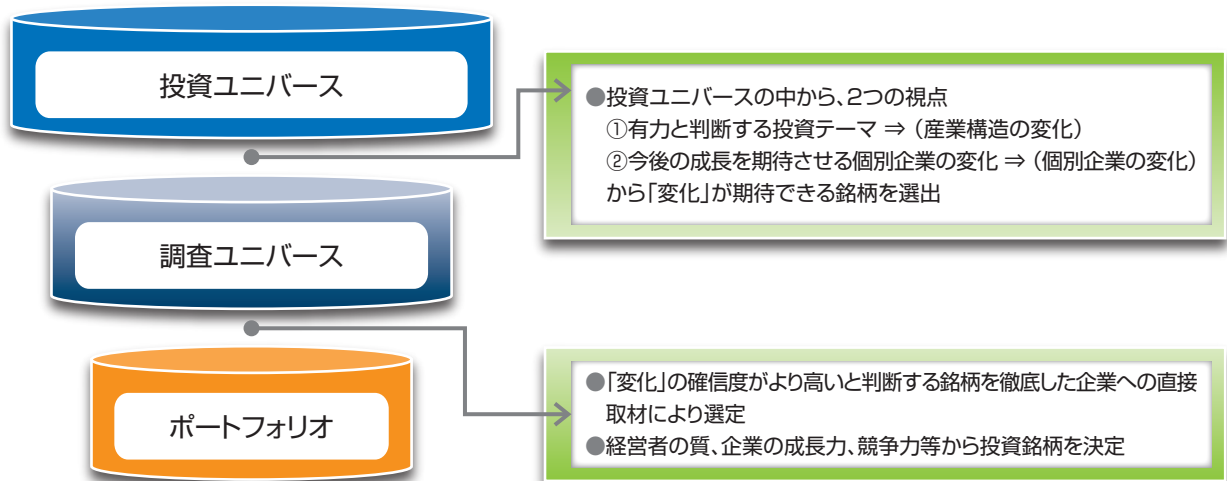 投資ユニバース
●投資ユニバースの中から、2つの視点
①有力と判断する投資テーマ ⇒ (産業構造の変化)
②今後の成長を期待させる個別企業の変化 ⇒ (個別企業の変化)
から「変化」が期待できる銘柄を選出
調査ユニバース
●「変化」の確信度がより高いと判断する銘柄を徹底した企業への直接
取材により選定
●経営者の質、企業の成長力、競争力等から投資銘柄を決定
ポートフォリオ